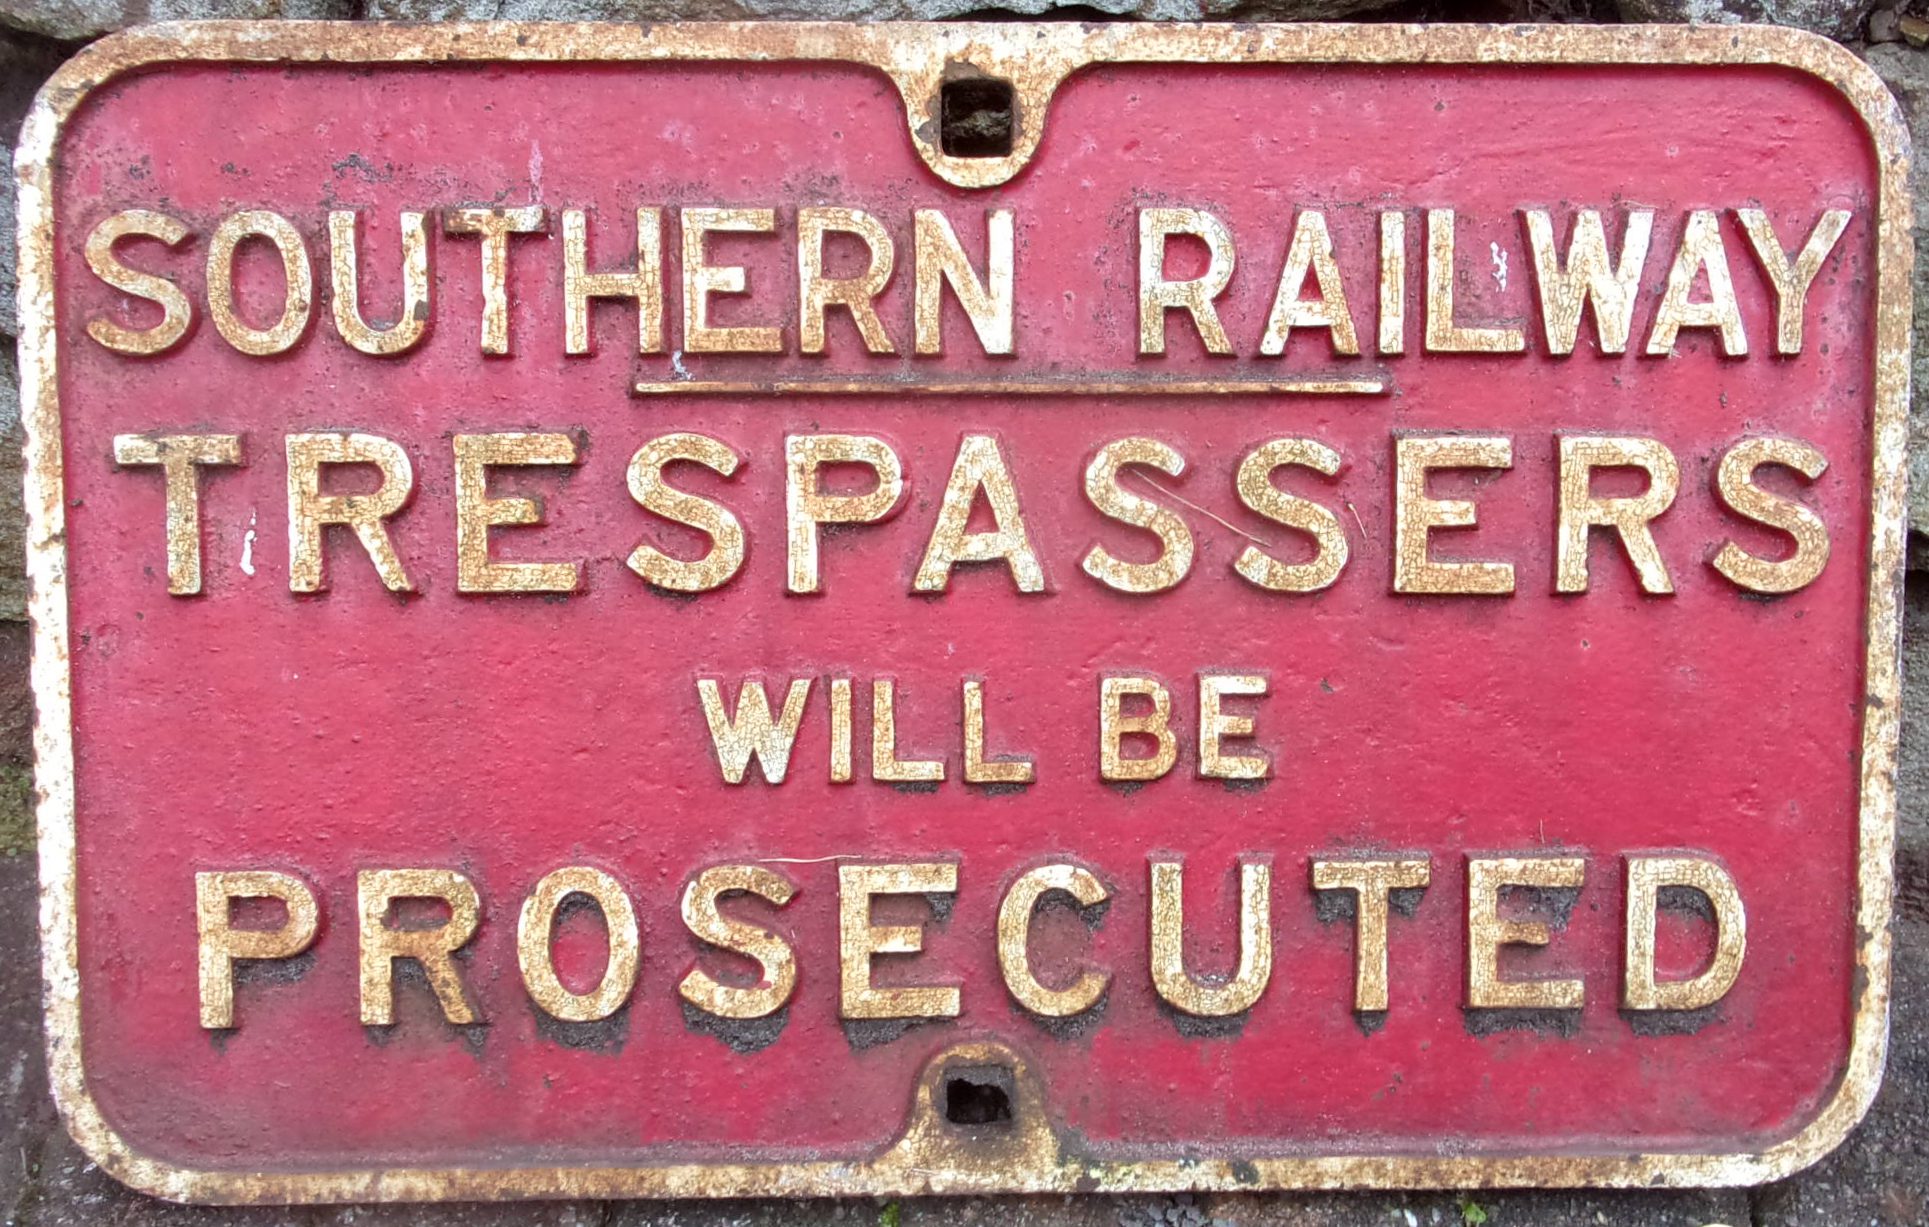 SOUTHERN RAILWAY
TRESPASSERS
WILL BE
PROSECUTED